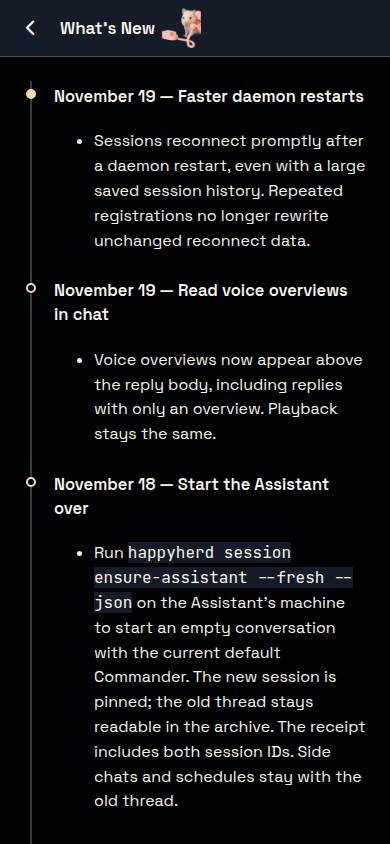 What's New
November 19 — Faster daemon restarts
• Sessions reconnect promptly after
a daemon restart, even with a large
saved session history. Repeated
registrations no longer rewrite
unchanged reconnect data.
November 19 — Read voice overviews
in chat
• Voice overviews now appear above
the reply body, including replies
with only an overview. Playback
stays the same.
November 18 — Start the Assistant
over
• Run happyherd session
ensure-assistant --fresh --
json on the Assistant's machine
to start an empty conversation
with the current default
Commander. The new session is
pinned; the old thread stays
readable in the archive. The receipt
includes both session IDs. Side
chats and schedules stay with the
old thread.